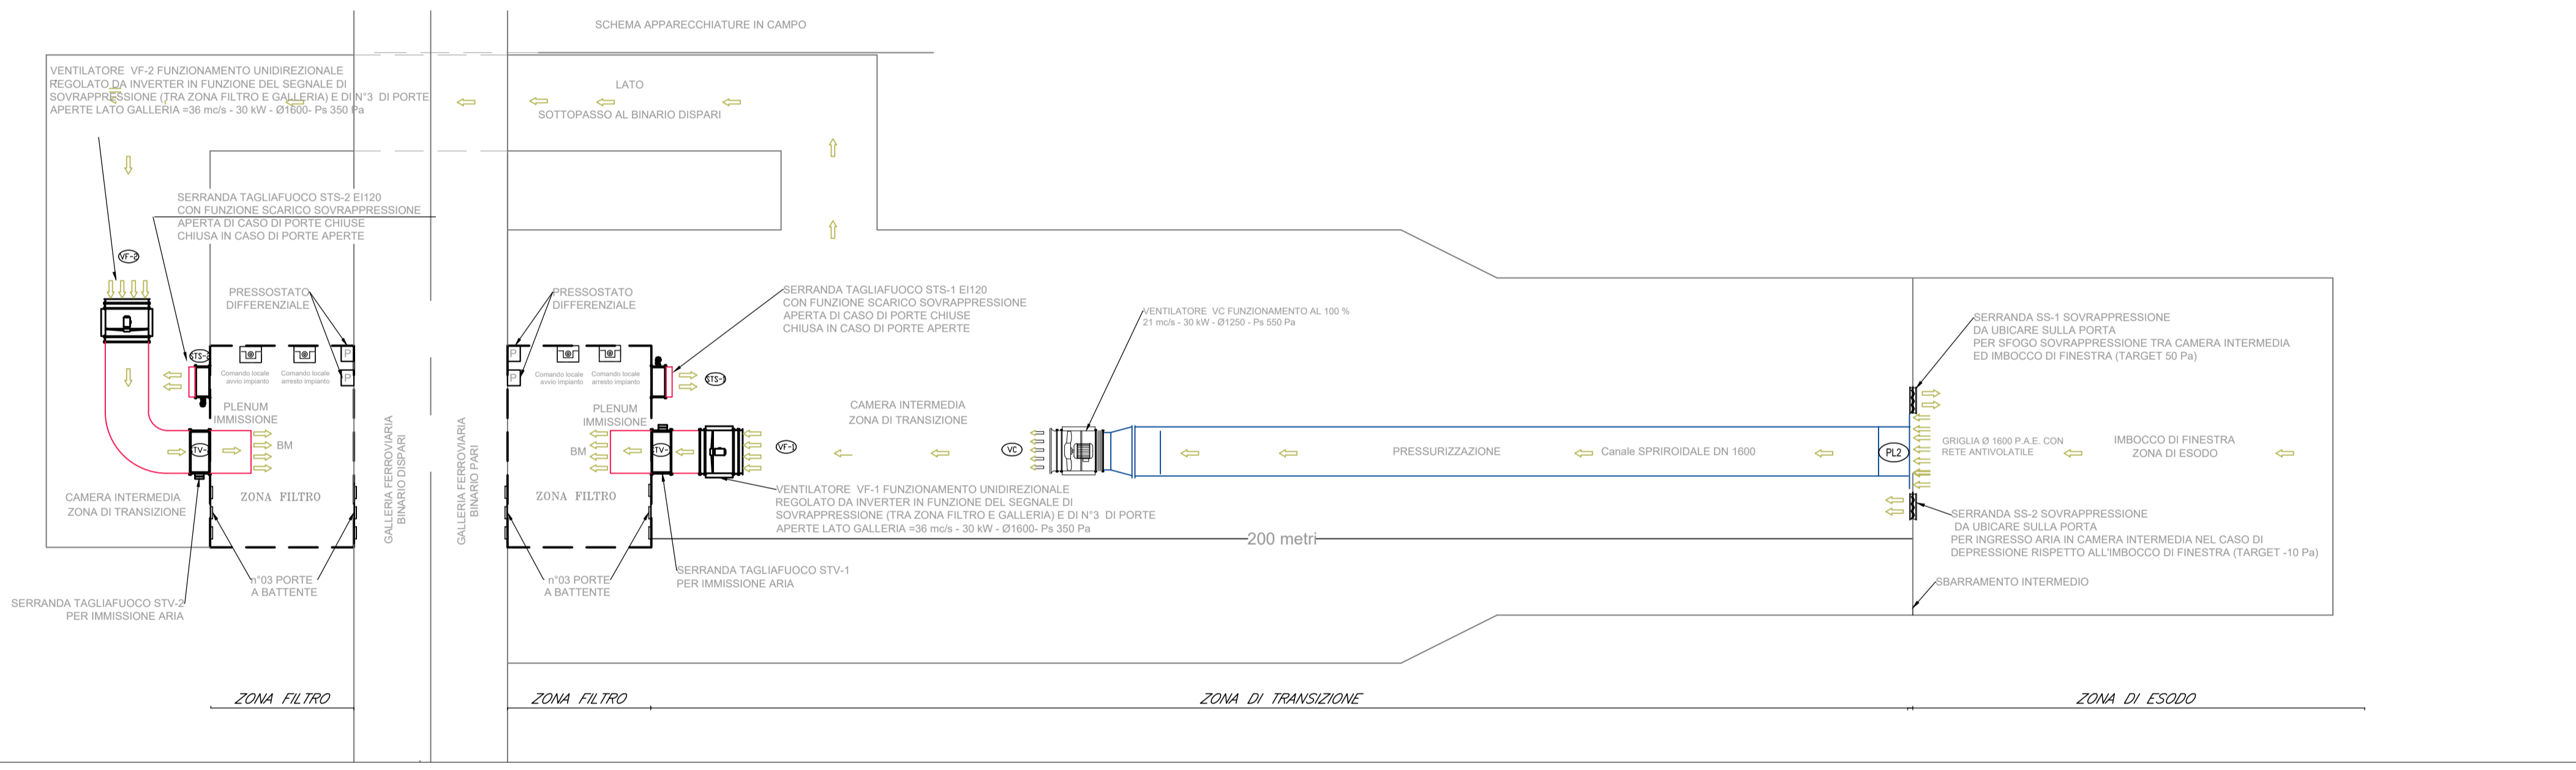 SCHEMA APPARECCHIATURE IN CAMPO
VENTILATORE VF-2 FUNZIONAMENTO UNIDIREZIONALE
REGOLATO DA INVERTER IN FUNZIONE DEL SEGNALE DI
SOVRAPPRESSIONE (TRA ZONA FILTRO E GALLERIA) E DI N°3 DI PORTE
APERTE LATO GALLERIA =36 mc/s - 30 kW - Ø1600- Ps 350 Pa
LATO
SOTTOPASSO AL BINARIO DISPARI
SERRANDA TAGLIAFUOCO STS-2 EI120
CON FUNZIONE SCARICO SOVRAPPRESSIONE
APERTA DI CASO DI PORTE CHIUSE
CHIUSA IN CASO DI PORTE APERTE
VF-2
PRESSOSTATO
DIFFERENZIALE
PRESSOSTATO
DIFFERENZIALE
SERRANDA TAGLIAFUOCO STS-1 EI120
CON FUNZIONE SCARICO SOVRAPPRESSIONE
APERTA DI CASO DI PORTE CHIUSE
CHIUSA IN CASO DI PORTE APERTE
VENTILATORE VC FUNZIONAMENTO AL 100 %
21 mc/s - 30 kW - Ø1250 - Ps 550 Pa
SERRANDA SS-1 SOVRAPPRESSIONE
DA UBICARE SULLA PORTA
PER SFOGO SOVRAPPRESSIONE TRA CAMERA INTERMEDIA
ED IMBOCCO DI FINESTRA (TARGET 50 Pa)
STS-2
P
P
P
P
Comando locale
avvio impianto
Comando locale
arresto impianto
Comando locale
avvio impianto
Comando locale
arresto impianto
STS-1
PLENUM
IMMISSIONE
PLENUM
IMMISSIONE
CAMERA INTERMEDIA
ZONA DI TRANSIZIONE
BM
BM
STV-2
STV-1
VF-1
VC
PRESSURIZZAZIONE
Canale SPRIROIDALE DN 1600
PL2
GRIGLIA Ø 1600 P.A.E. CON
RETE ANTIVOLATILE
IMBOCCO DI FINESTRA
ZONA DI ESODO
GALLERIA FERROVIARIA
BINARIO DISPARI
GALLERIA FERROVIARIA
BINARIO PARI
CAMERA INTERMEDIA
ZONA DI TRANSIZIONE
ZONA FILTRO
ZONA FILTRO
VENTILATORE VF-1 FUNZIONAMENTO UNIDIREZIONALE
REGOLATO DA INVERTER IN FUNZIONE DEL SEGNALE DI
SOVRAPPRESSIONE (TRA ZONA FILTRO E GALLERIA) E DI N°3 DI PORTE
APERTE LATO GALLERIA =36 mc/s - 30 kW - Ø1600- Ps 350 Pa
200 metri
SERRANDA SS-2 SOVRAPPRESSIONE
DA UBICARE SULLA PORTA
PER INGRESSO ARIA IN CAMERA INTERMEDIA NEL CASO DI
DEPRESSIONE RISPETTO ALL'IMBOCCO DI FINESTRA (TARGET -10 Pa)
n°03 PORTE
A BATTENTE
n°03 PORTE
A BATTENTE
SERRANDA TAGLIAFUOCO STV-1
PER IMMISSIONE ARIA
SBARRAMENTO INTERMEDIO
SERRANDA TAGLIAFUOCO STV-2
PER IMMISSIONE ARIA
ZONA FILTRO
ZONA FILTRO
ZONA DI TRANSIZIONE
ZONA DI ESODO